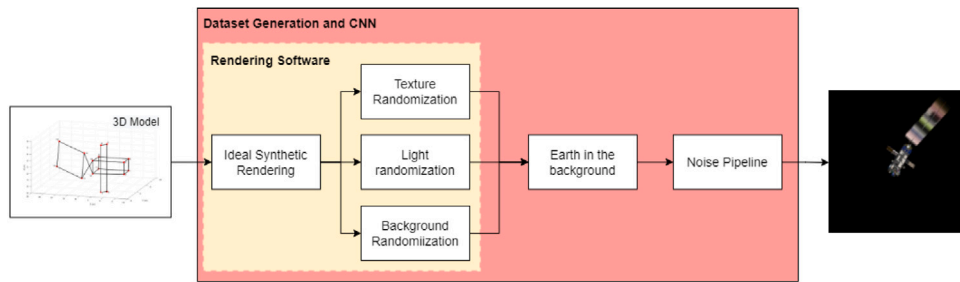 Dataset Generation and CNN
Rendering Software
3D Model
Texture
Randomization
Ideal Synthetic
Rendering
Light
randomization
Background
Randomiization
Earth in the
background
Noise Pipeline